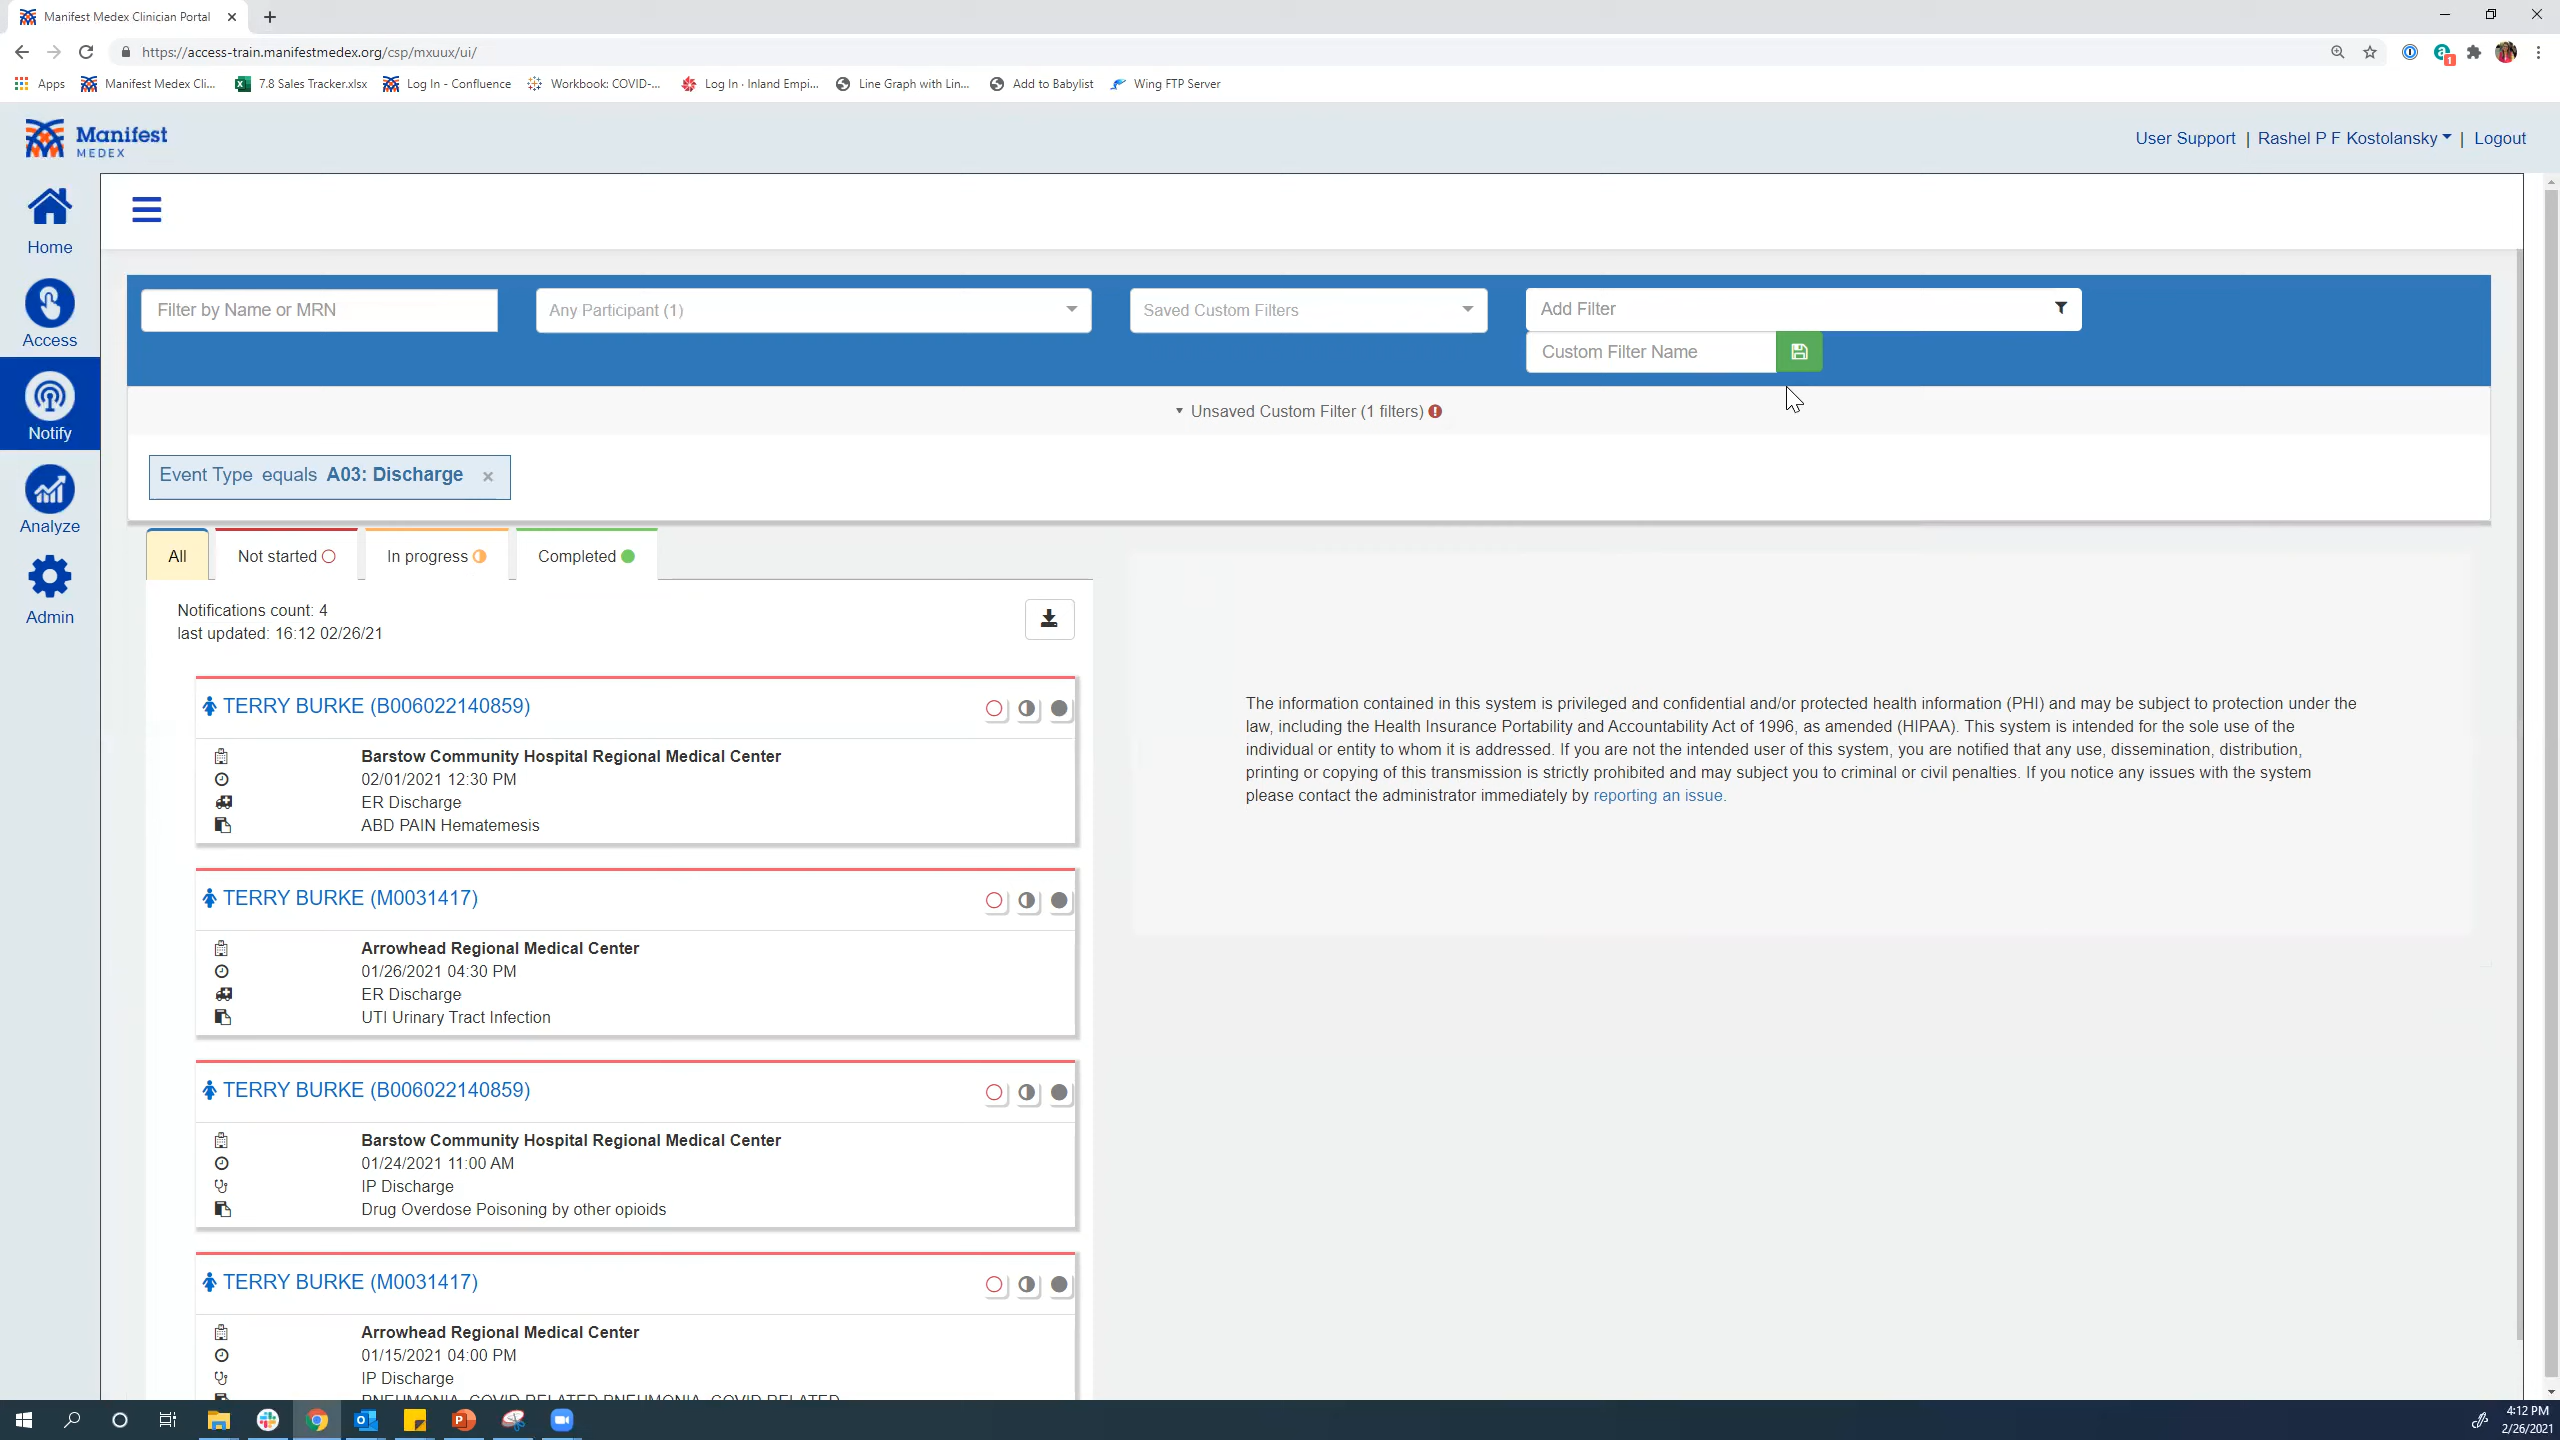 Manifest Medex Clinician Portal
https://access-train.manifestmedex.org/csp/mxuux/ui/
Apps
Manifest Medex Cli...
7.8 Sales Tracker.xlsx
Log In - Confluence
Workbook: COVID-...
Log In · Inland Empi...
Line Graph with Lin...
Add to Babylist
Wing FTP Server
Manifest
MEDEX
User Support | Rashel P F Kostolansky | Logout
Home
Access
Notify
Analyze
Admin
Filter by Name or MRN
Any Participant (1)
Saved Custom Filters
Add Filter
Custom Filter Name
Unsaved Custom Filter (1 filters)
Event Type equals A03: Discharge ×
All
Not started
In progress
Completed
Notifications count: 4
last updated: 16:12 02/26/21
TERRY BURKE (B006022140859)
Barstow Community Hospital Regional Medical Center
02/01/2021 12:30 PM
ER Discharge
ABD PAIN Hematemesis
TERRY BURKE (M0031417)
Arrowhead Regional Medical Center
01/26/2021 04:30 PM
ER Discharge
UTI Urinary Tract Infection
TERRY BURKE (B006022140859)
Barstow Community Hospital Regional Medical Center
01/24/2021 11:00 AM
IP Discharge
Drug Overdose Poisoning by other opioids
TERRY BURKE (M0031417)
Arrowhead Regional Medical Center
01/15/2021 04:00 PM
IP Discharge
PNEUMONIA, COVID RELATED PNEUMONIA, COVID RELATED
The information contained in this system is privileged and confidential and/or protected health information (PHI) and may be subject to protection under the
law, including the Health Insurance Portability and Accountability Act of 1996, as amended (HIPAA). This system is intended for the sole use of the
individual or entity to whom it is addressed. If you are not the intended user of this system, you are notified that any use, dissemination, distribution,
printing or copying of this transmission is strictly prohibited and may subject you to criminal or civil penalties. If you notice any issues with the system
please contact the administrator immediately by reporting an issue.
4:12 PM
2/26/2021